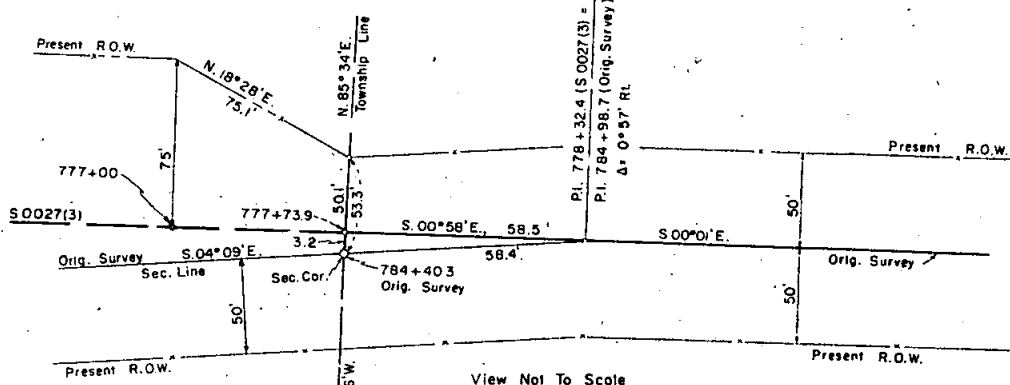 Present R.O.W.
N. 18° 28' E.
75.1'
N. 85° 34' E.
Township Line
P.I. 778 + 32.4 (S 0027(3) =
P.I. 784 + 98.7 (Orig. Survey)
Δ = 0° 57' Rt.
75'
777+00
50.1'
53.3'
Present R.O.W.
50'
S 0027(3)
777+73.9
S. 00° 58' E., 58.5'
S. 00° 01' E.
3.2
Orig. Survey S. 04° 09' E.
58.4'
Orig. Survey
Sec. Line
Sec. Cor.
784+40.3
Orig. Survey
50'
50'
Present R.O.W.
Present R.O.W.
View Not To Scale